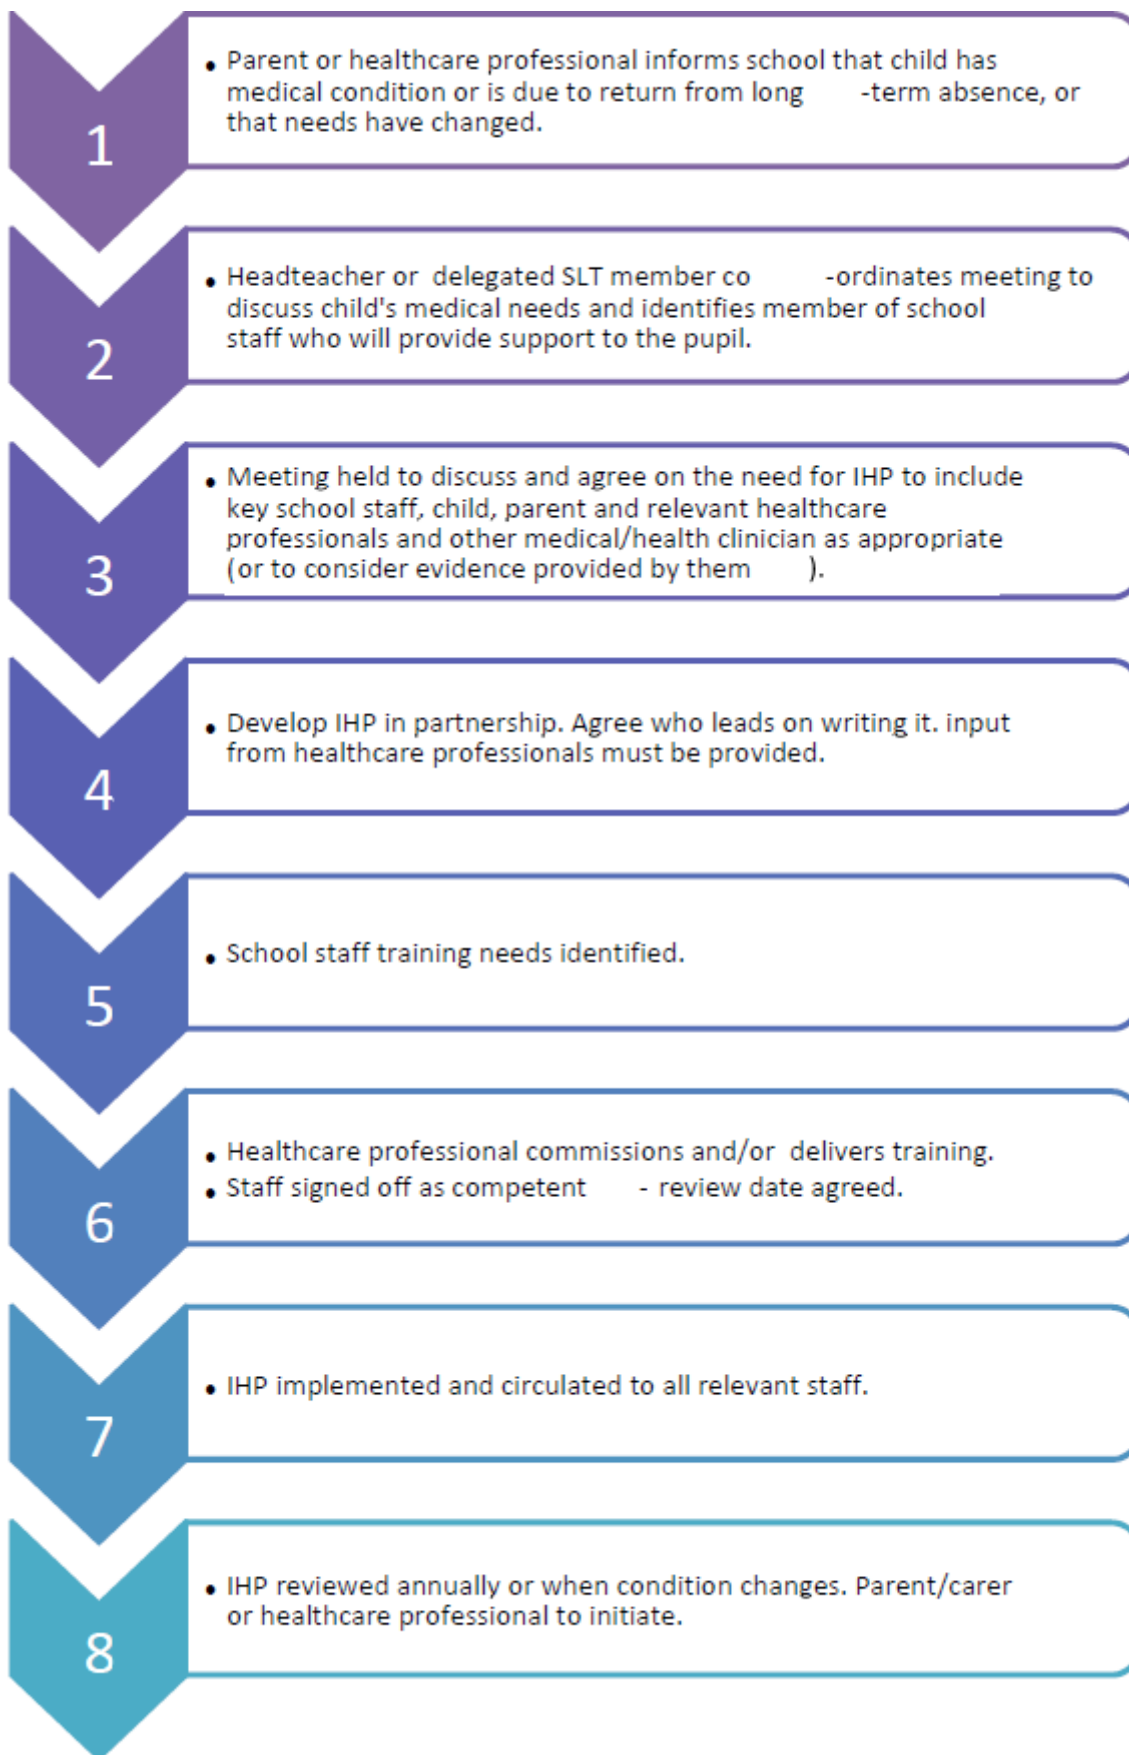 1
• Parent or healthcare professional informs school that child has
medical condition or is due to return from long -term absence, or
that needs have changed.
2
• Headteacher or delegated SLT member co -ordinates meeting to
discuss child's medical needs and identifies member of school
staff who will provide support to the pupil.
3
• Meeting held to discuss and agree on the need for IHP to include
key school staff, child, parent and relevant healthcare
professionals and other medical/health clinician as appropriate
(or to consider evidence provided by them ).
4
• Develop IHP in partnership. Agree who leads on writing it. input
from healthcare professionals must be provided.
5
• School staff training needs identified.
6
• Healthcare professional commissions and/or delivers training.
• Staff signed off as competent - review date agreed.
7
• IHP implemented and circulated to all relevant staff.
8
• IHP reviewed annually or when condition changes. Parent/carer
or healthcare professional to initiate.